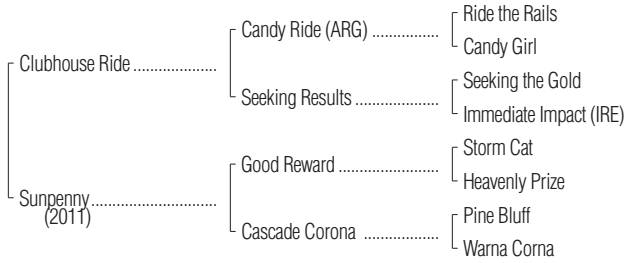 Ride the Rails
Candy Ride (ARG) ................
Candy Girl
Clubhouse Ride ....................
Seeking the Gold
Seeking Results ....................
Immediate Impact (IRE)
Storm Cat
Good Reward ........................
Heavenly Prize
Sunpenny .............................
(2011)
Pine Bluff
Cascade Corona ..................
Warna Corna